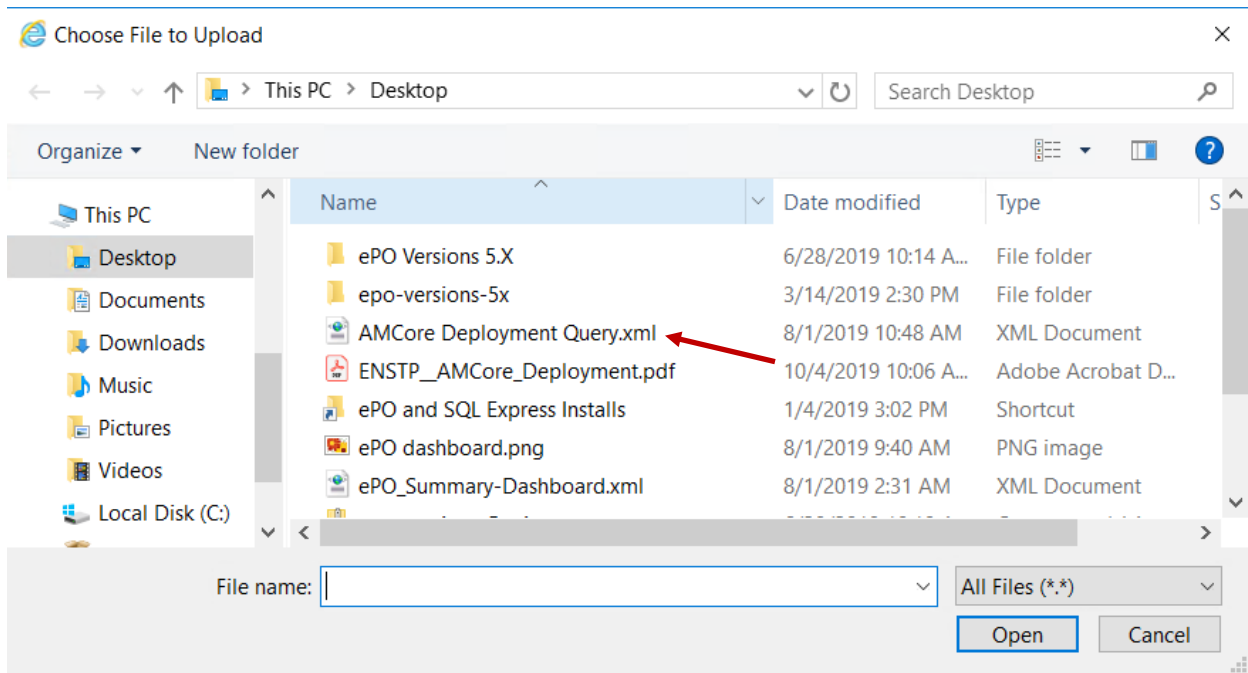 Choose File to Upload
This PC > Desktop
Search Desktop
Organize New folder
?
Name Date modified Type S
This PC
Desktop
Documents
Downloads
Music
Pictures
Videos
Local Disk (C:)
ePO Versions 5.X 6/28/2019 10:14 A... File folder
epo-versions-5x 3/14/2019 2:30 PM File folder
AMCore Deployment Query.xml 8/1/2019 10:48 AM XML Document
ENSTP__AMCore_Deployment.pdf 10/4/2019 10:06 A... Adobe Acrobat D...
ePO and SQL Express Installs 1/4/2019 3:02 PM Shortcut
ePO dashboard.png 8/1/2019 9:40 AM PNG image
ePO_Summary-Dashboard.xml 8/1/2019 2:31 AM XML Document
File name: All Files (*.*)
Open Cancel